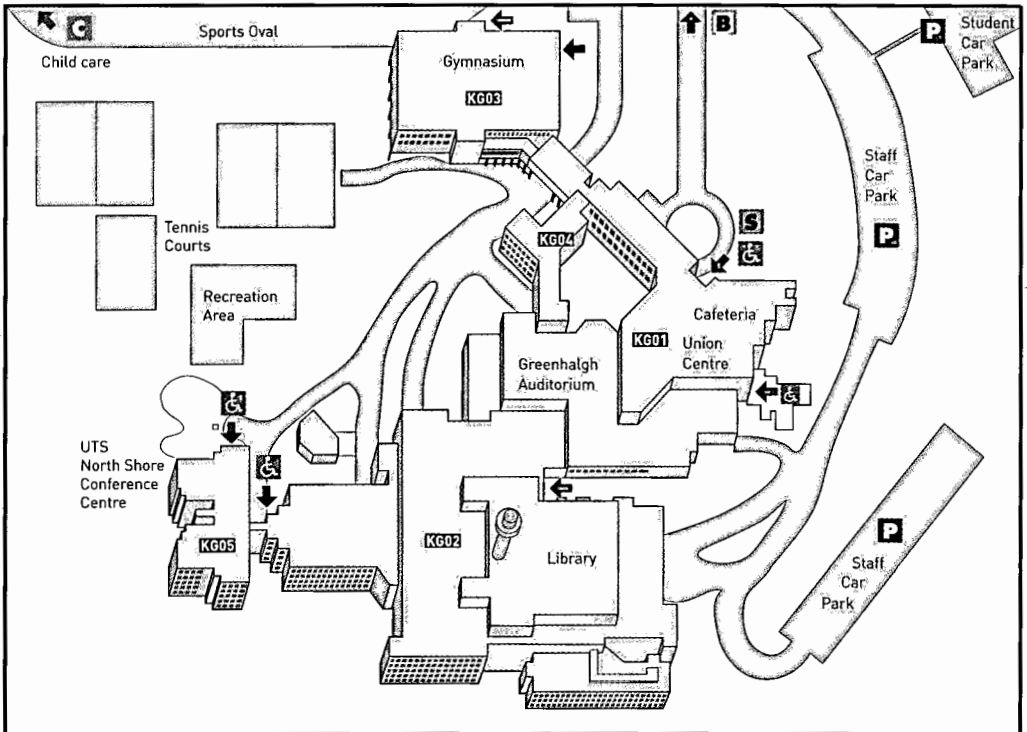 C
Sports Oval
Child care
B
P
Student
Car
Park
Gymnasium
KG03
Staff
Car
Park
P
Tennis
Courts
KG04
S
Recreation
Area
Cafeteria
KG01
Union
Centre
Greenhalgh
Auditorium
UTS
North Shore
Conference
Centre
KG05
KG02
Library
P
Staff
Car
Park